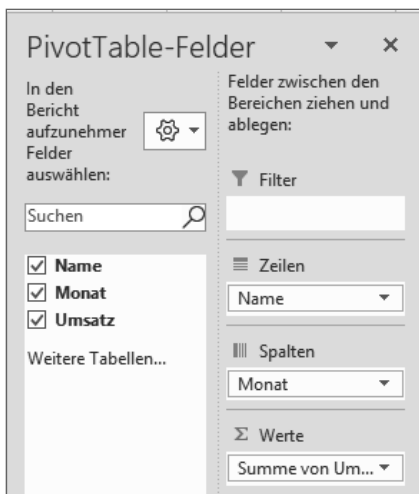 PivotTable-Felder
In den
Bericht
aufzunehmer
Felder
auswählen:
Suchen
Name
Monat
Umsatz
Weitere Tabellen...
Felder zwischen den
Bereichen ziehen und
ablegen:
Filter
Zeilen
Name
Spalten
Monat
Σ Werte
Summe von Um...